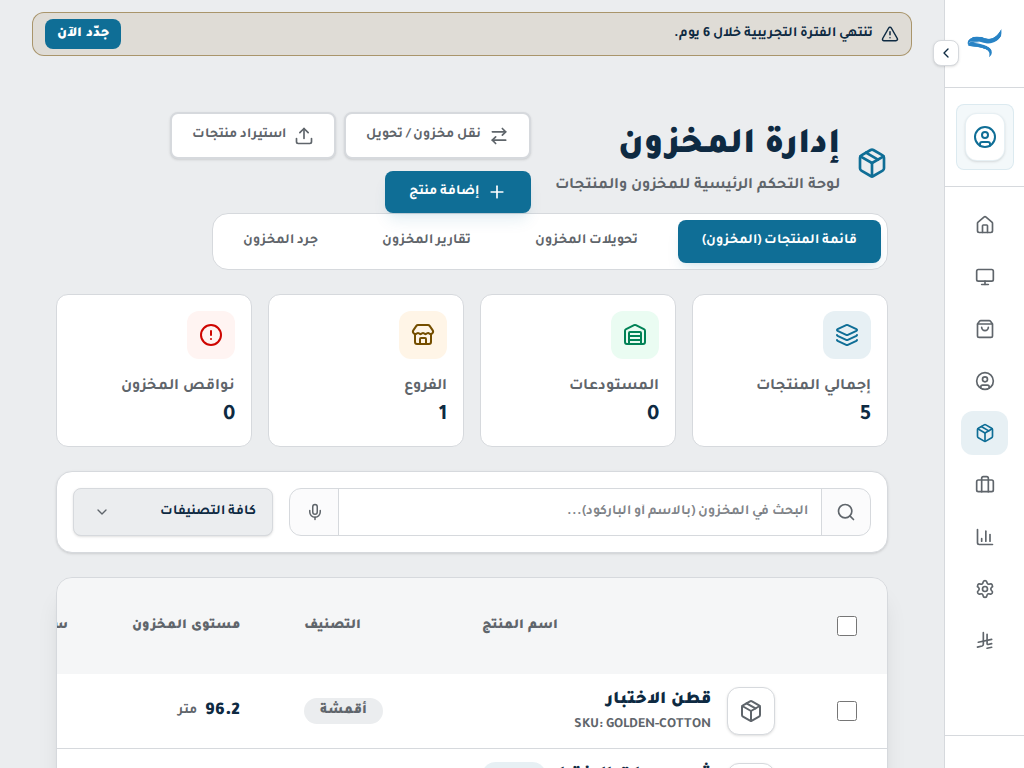 تنتهي الفترة التجريبية خلال 6 يوم.
جدّد الآن
إدارة المخزون
لوحة التحكم الرئيسية للمخزون والمنتجات
نقل مخزون / تحويل
استيراد منتجات
إضافة منتج
قائمة المنتجات (المخزون)
تحويلات المخزون
تقارير المخزون
جرد المخزون
إجمالي المنتجات
5
المستودعات
0
الفروع
1
نواقص المخزون
0
البحث في المخزون (بالاسم او الباركود)...
كافة التصنيفات
اسم المنتج
التصنيف
مستوى المخزون
قطن الاختبار
SKU: GOLDEN-COTTON
أقمشة
96.2 متر